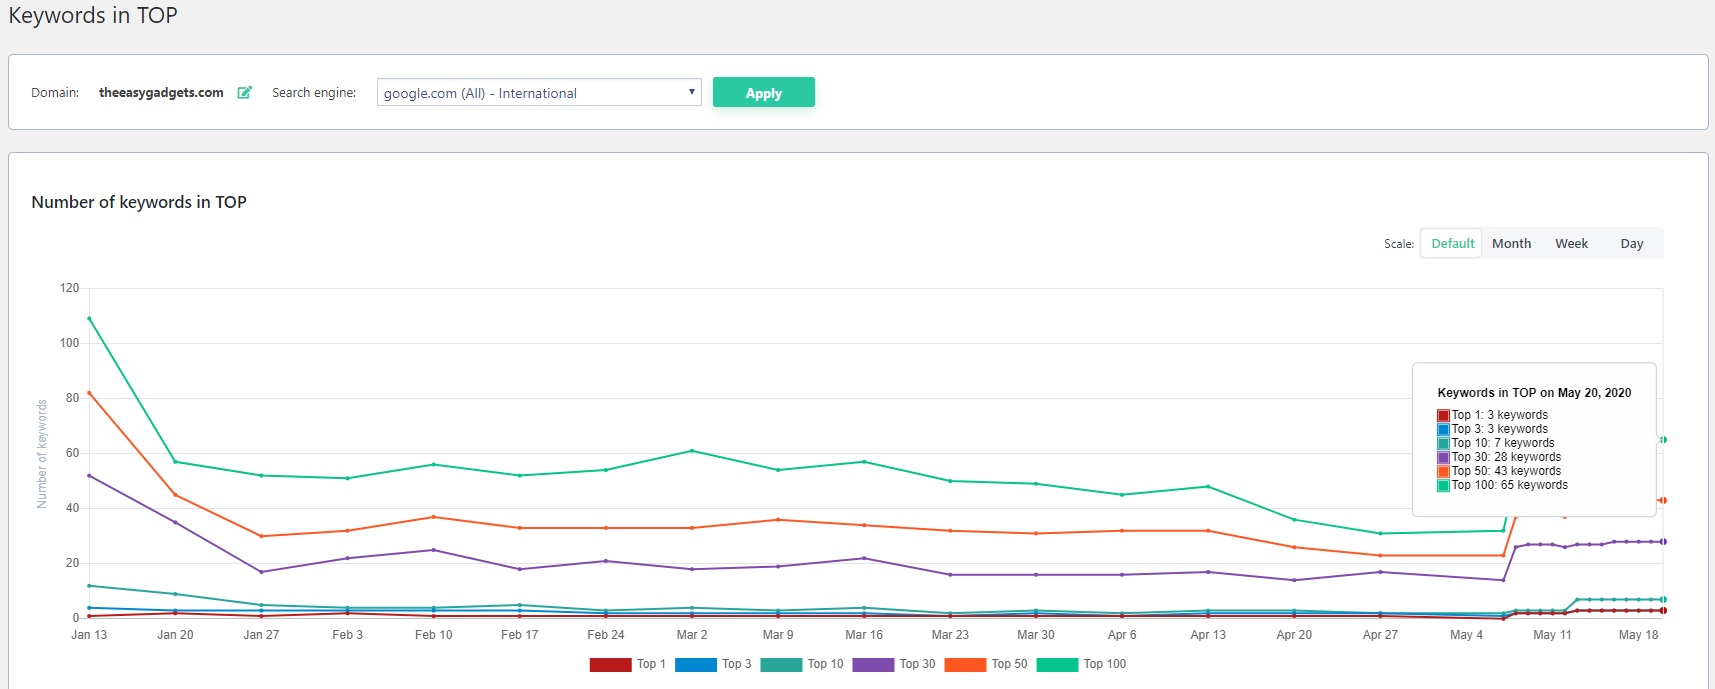 Keywords in TOP
Domain: theeasygadgets.com Search engine: google.com (All) - International Apply
Number of keywords in TOP
Scale: Default Month Week Day
120
100
80
60
40
20
0
Number of keywords
Keywords in TOP on May 20, 2020
Top 1: 3 keywords
Top 3: 3 keywords
Top 10: 7 keywords
Top 30: 28 keywords
Top 50: 43 keywords
Top 100: 65 keywords
Jan 13 Jan 20 Jan 27 Feb 3 Feb 10 Feb 17 Feb 24 Mar 2 Mar 9 Mar 16 Mar 23 Mar 30 Apr 6 Apr 13 Apr 20 Apr 27 May 4 May 11 May 18
Top 1 Top 3 Top 10 Top 30 Top 50 Top 100